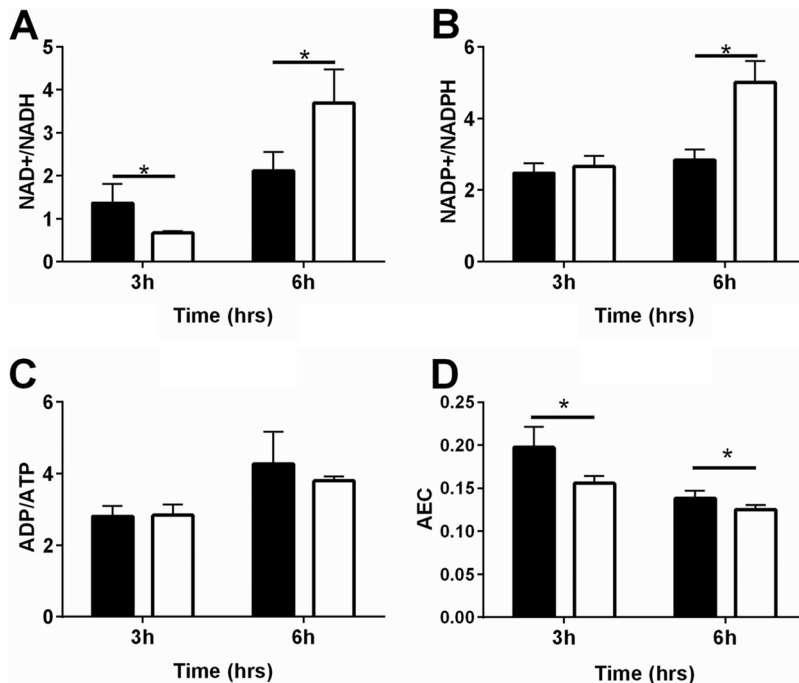 A
NAD+/NADH
5
4
3
2
1
0
*
*
3h
6h
Time (hrs)
B
NADP+/NADPH
6
4
2
0
*
3h
6h
Time (hrs)
C
ADP/ATP
6
4
2
0
3h
6h
Time (hrs)
D
AEC
0.25
0.20
0.15
0.10
0.05
0.00
*
*
3h
6h
Time (hrs)